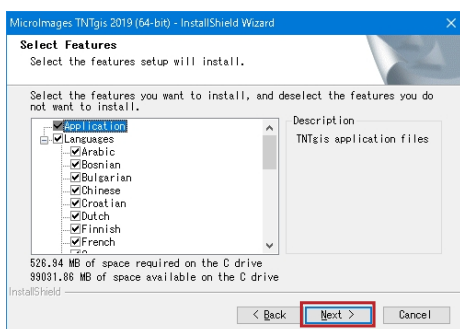 MicroImages TNTgis 2019 (64-bit) - InstallShield Wizard
Select Features
Select the features setup will install.
Select the features you want to install, and deselect the features you do
not want to install.
Application
Languages
Arabic
Bosnian
Bulgarian
Chinese
Croatian
Dutch
Finnish
French
Description
TNTgis application files
526.94 MB of space required on the C drive
99031.86 MB of space available on the C drive
InstallShield
< Back
Next >
Cancel